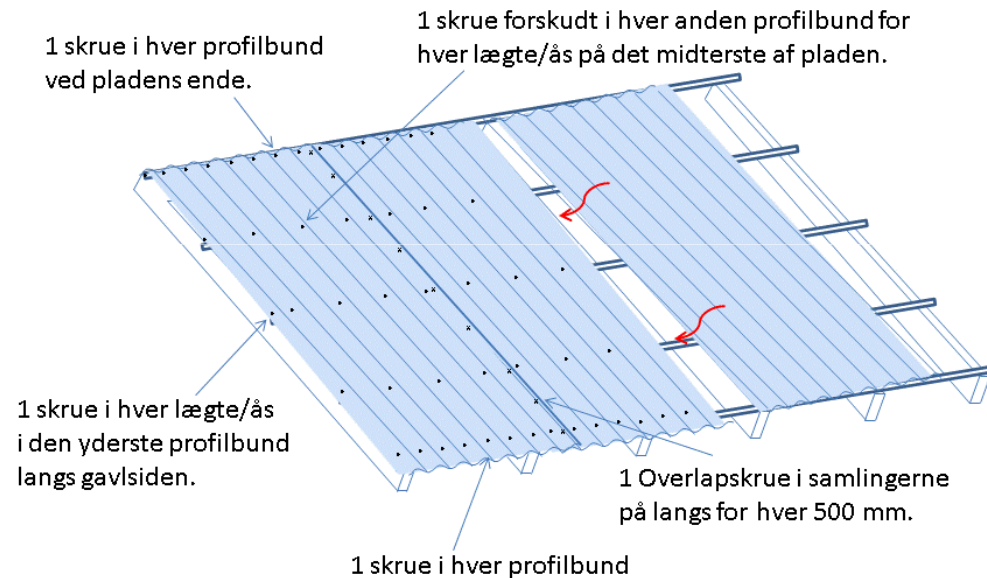 1 skrue i hver profilbund
ved pladens ende.
1 skrue forskudt i hver anden profilbund for
hver lægte/ås på det midterste af pladen.
1 skrue i hver lægte/ås
i den yderste profilbund
langs gavlsiden.
1 Overlapskrue i samlingerne
på langs for hver 500 mm.
1 skrue i hver profilbund